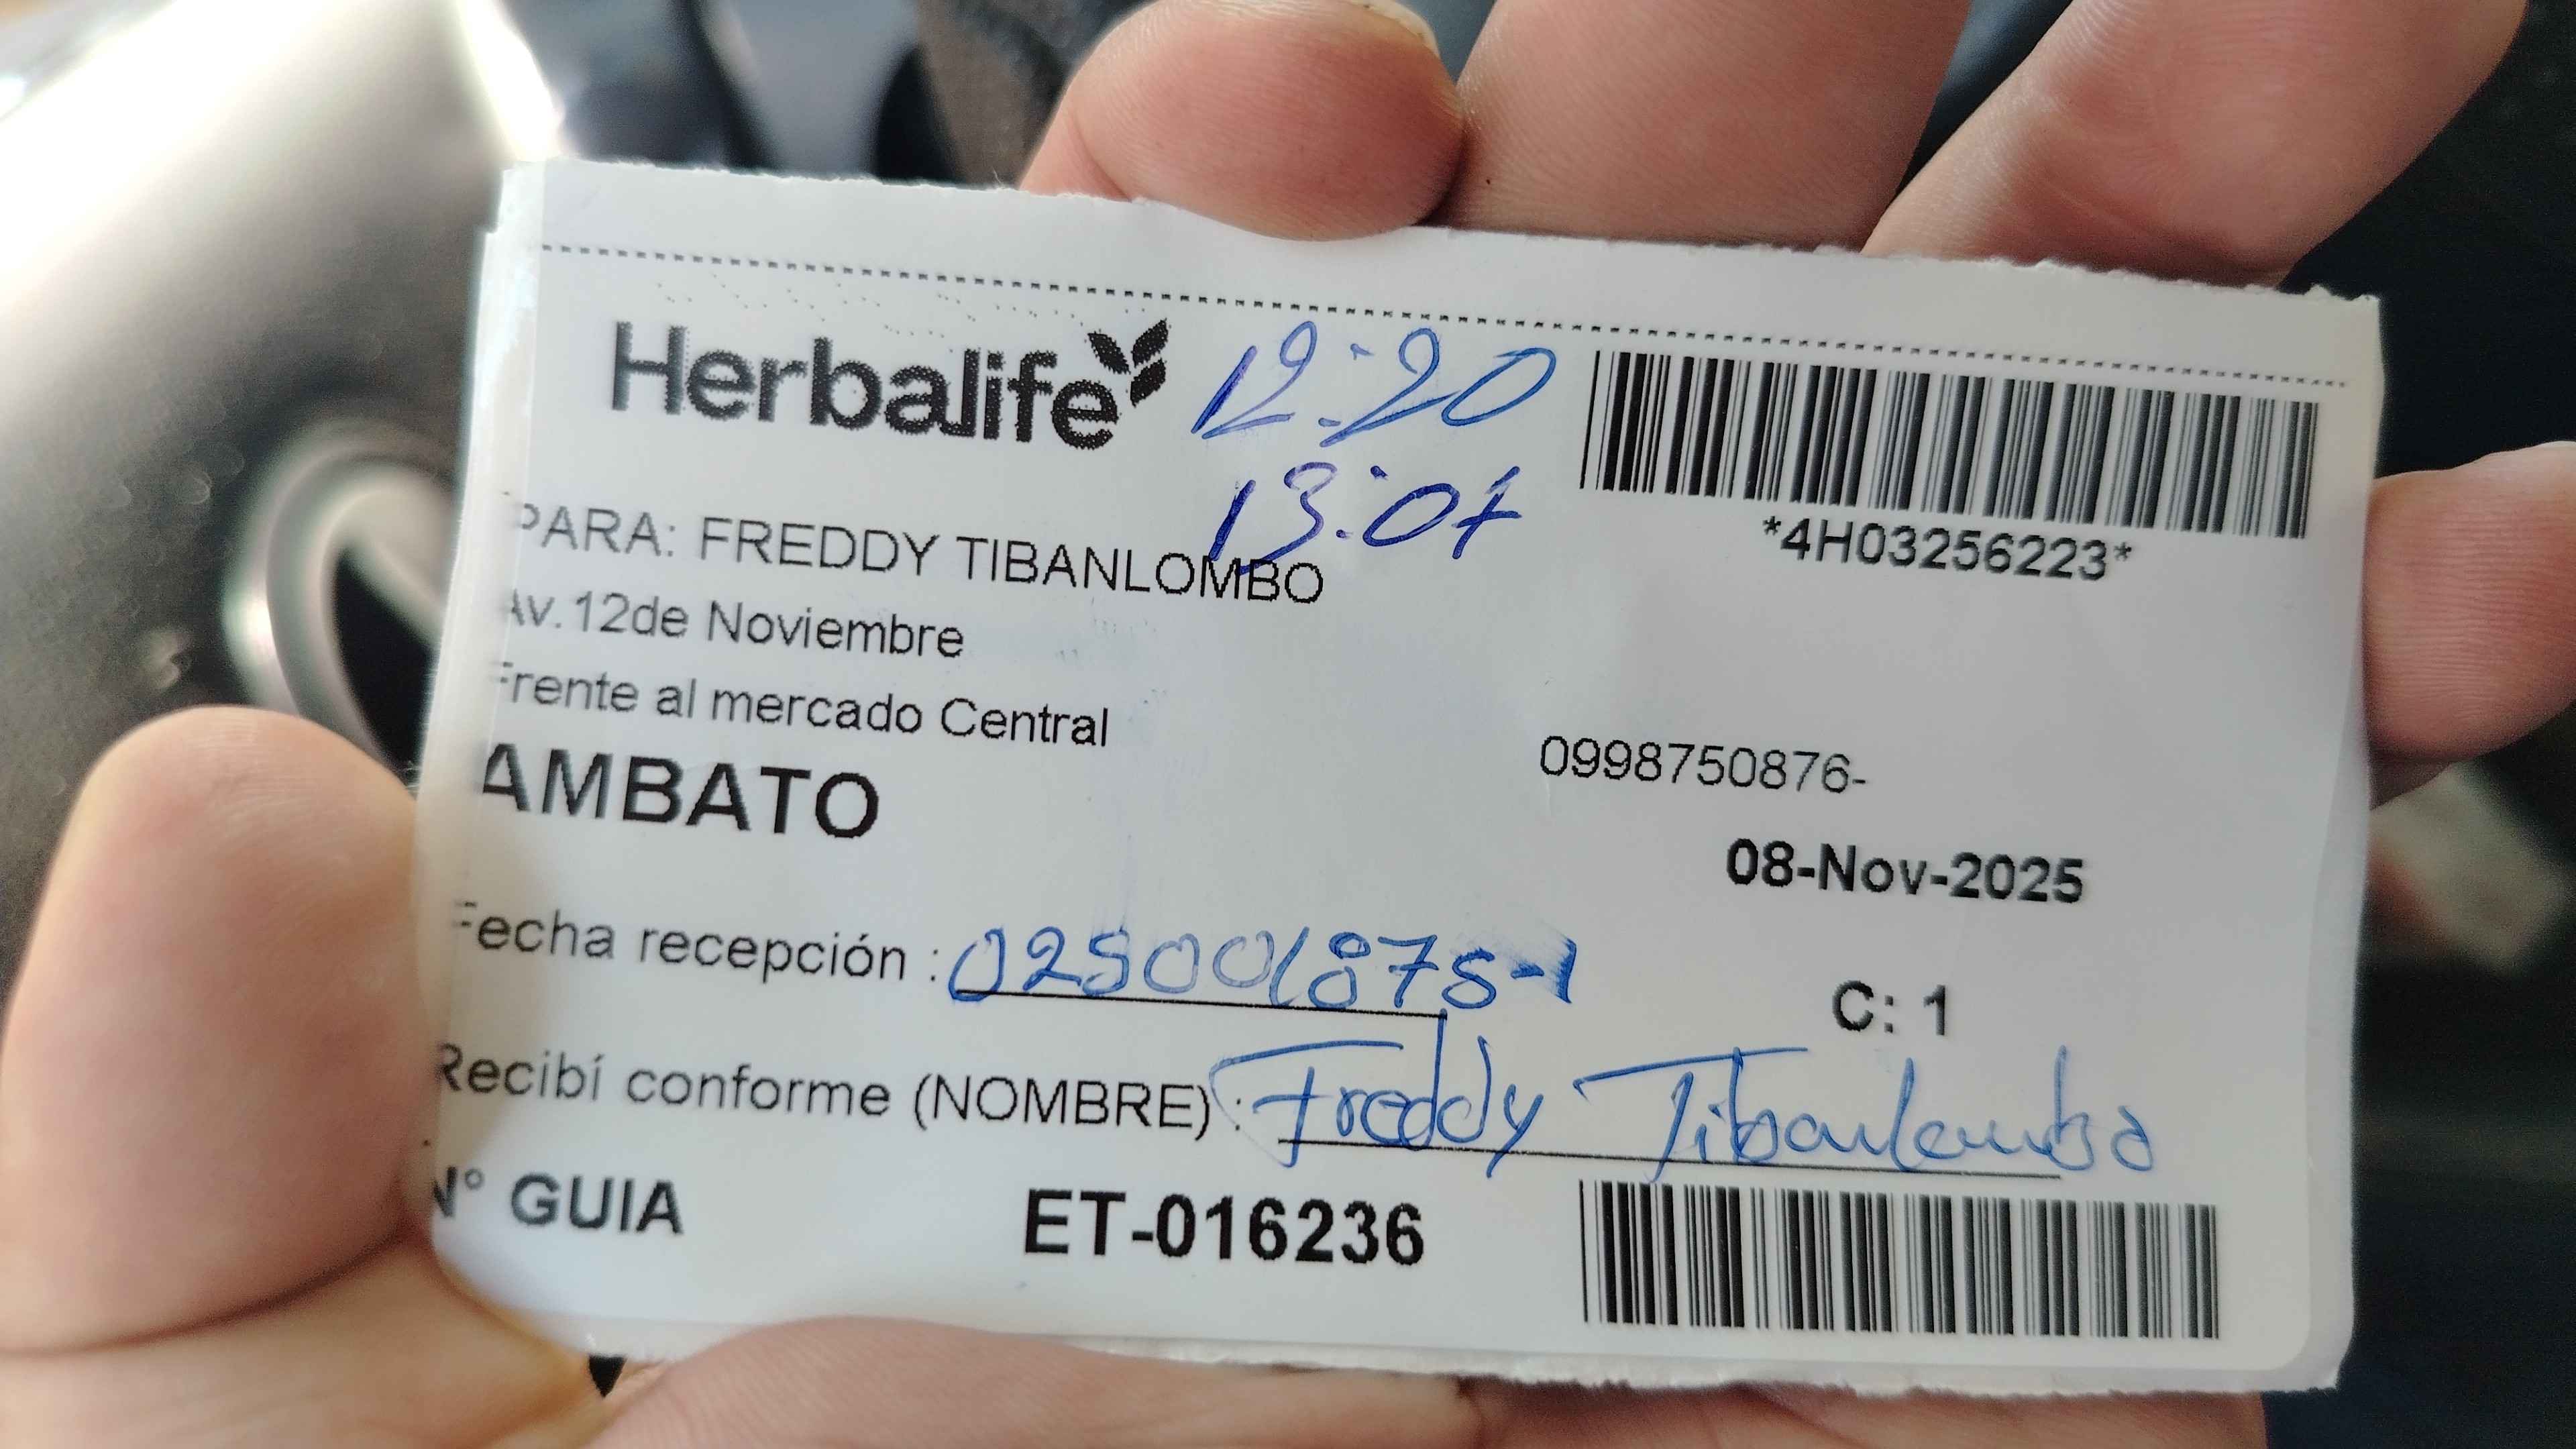 Herbalife
12:20
13:07
*4H03256223*
PARA: FREDDY TIBANLOMBO
Av.12de Noviembre
Frente al mercado Central
0998750876-
AMBATO
08-Nov-2025
Fecha recepción : 025001875-1
C: 1
Recibí conforme (NOMBRE) : Freddy Tibanlombo
N° GUIA ET-016236